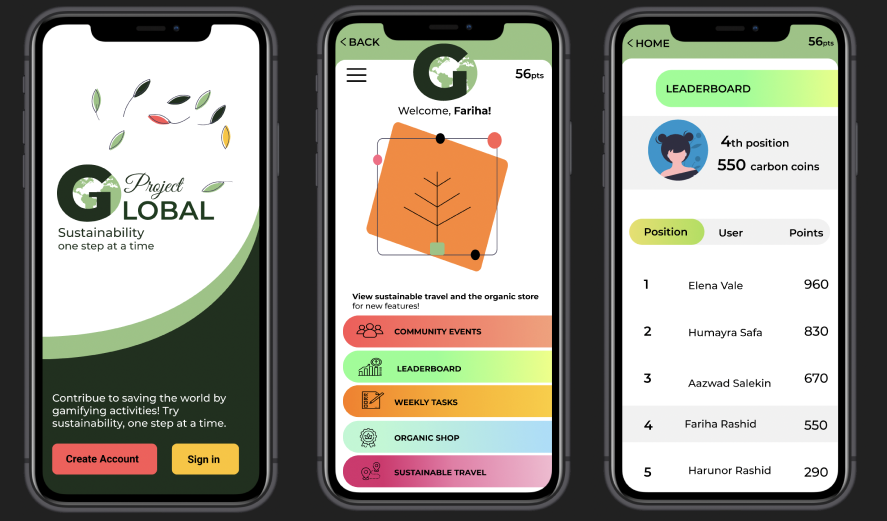 Project
GLOBAL
Sustainability
one step at a time
Contribue to saving the world by
gamifying activities! Try
sustainability, one step at a time.
Create Account
Sign in
< BACK
G
56pts
Welcome, Fariha!
View sustainable travel and the organic store
for new features!
COMMUNITY EVENTS
LEADERBOARD
WEEKLY TASKS
ORGANIC SHOP
SUSTAINABLE TRAVEL
< HOME 56pts
LEADERBOARD
4th position
550 carbon coins
Position User Points
1 Elena Vale 960
2 Humayra Safa 830
3 Aazwad Salekin 670
4 Fariha Rashid 550
5 Harunor Rashid 290